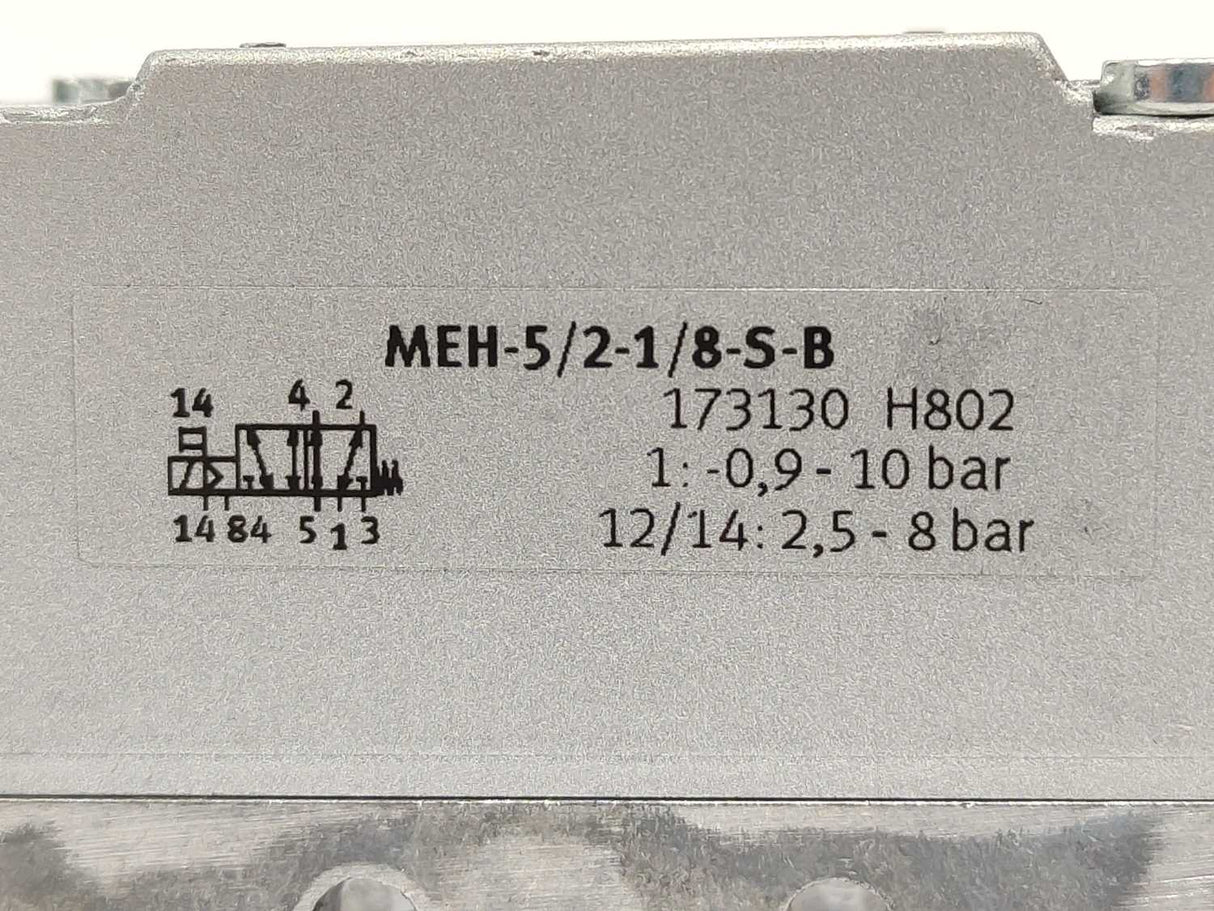 MEH-5/2-1/8-S-B
173130 H802
1: -0,9 - 10 bar
12/14: 2,5 - 8 bar
14 4 2
14 84 5 1 3